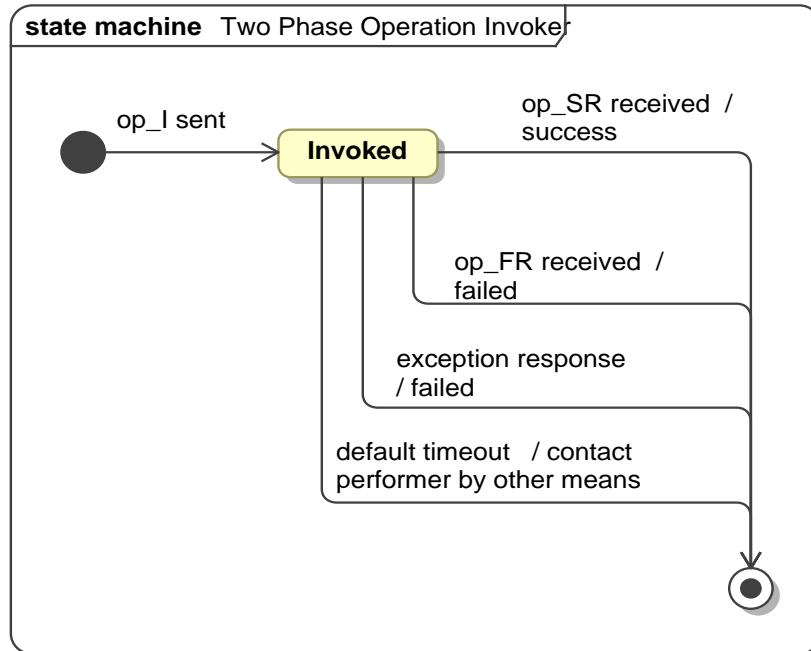 state machine Two Phase Operation Invoker
op_I sent
Invoked
op_SR received /
success
op_FR received /
failed
exception response
/ failed
default timeout / contact
performer by other means